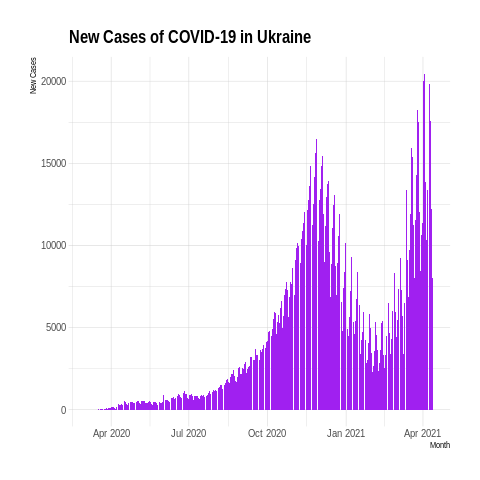 New Cases of COVID-19 in Ukraine
New Cases
20000
15000
10000
5000
0
Apr 2020 Jul 2020 Oct 2020 Jan 2021 Apr 2021
Month